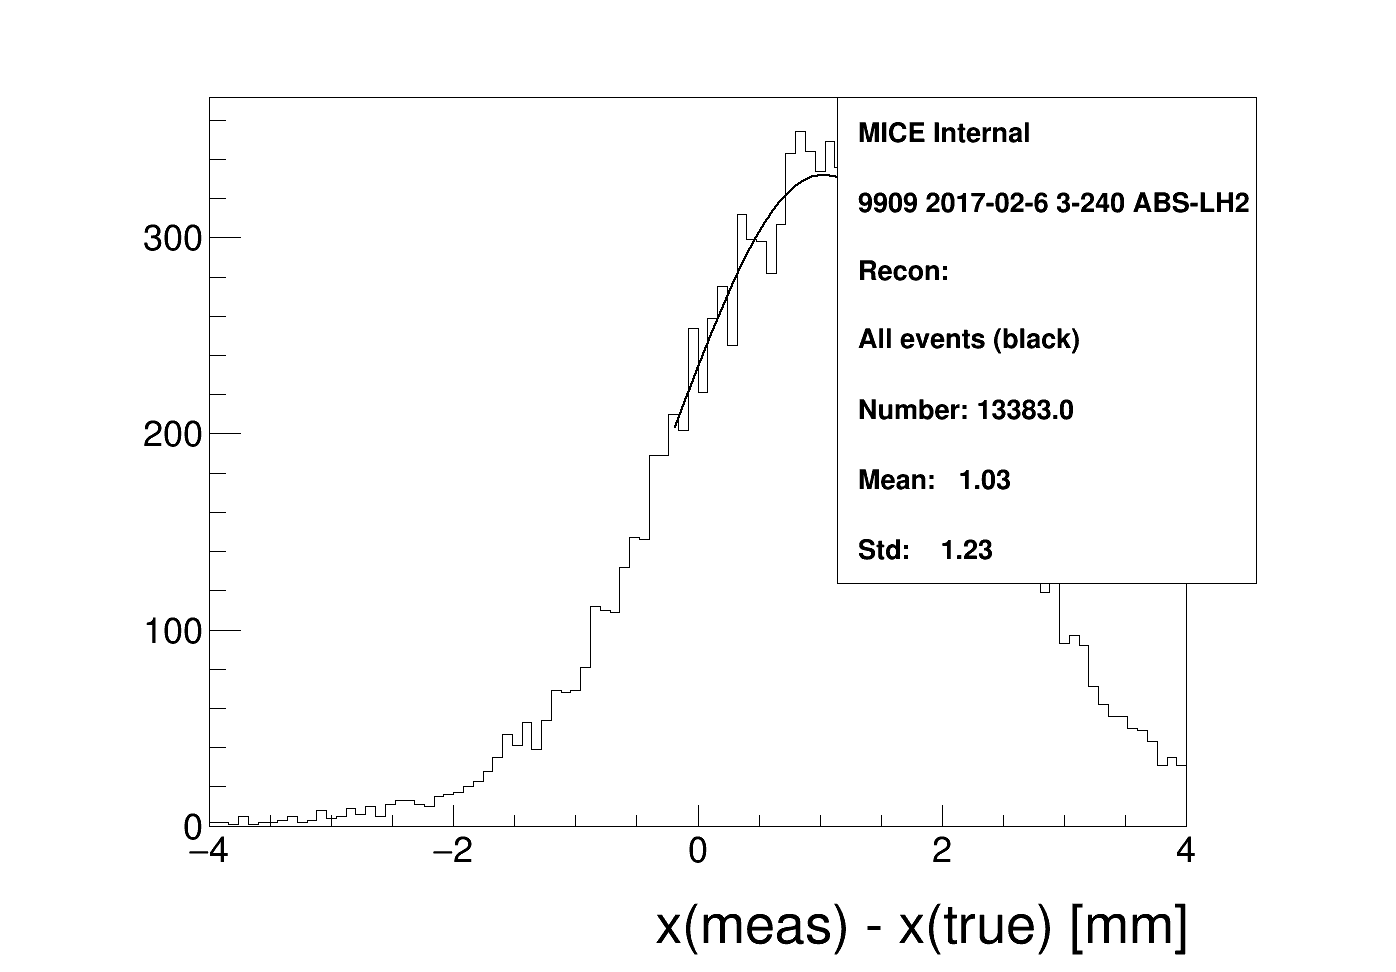 MICE Internal
9909 2017-02-6 3-240 ABS-LH2
Recon:
All events (black)
Number: 13383.0
Mean: 1.03
Std: 1.23
300
200
100
0
−4 −2 0 2 4
x(meas) - x(true) [mm]